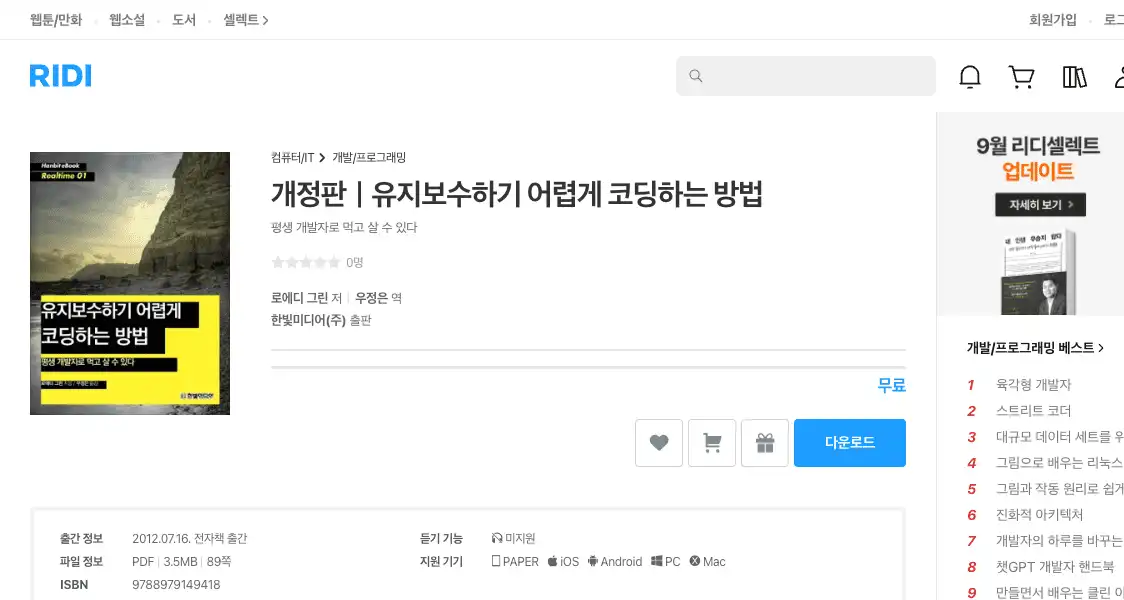 웹툰/만화 웹소설 도서 셀렉트 >
회원가입 로그
RIDI
Hanbit eBook
Realtime 01
유지보수하기 어렵게
코딩하는 방법
평생 개발자로 먹고 살 수 있다
로에디 그린 지음 / 우정은 옮김
한빛미디어
컴퓨터/IT > 개발/프로그래밍
개정판 | 유지보수하기 어렵게 코딩하는 방법
평생 개발자로 먹고 살 수 있다
0명
로에디 그린 저 | 우정은 역
한빛미디어(주) 출판
무료
다운로드
출간 정보 2012.07.16. 전자책 출간
파일 정보 PDF | 3.5MB | 89쪽
ISBN 9788979149418
듣기 기능 미지원
지원 기기 PAPER iOS Android PC Mac
9월 리디셀렉트
업데이트
자세히 보기 >
내 인생 우습지 않다
개발/프로그래밍 베스트 >
1 육각형 개발자
2 스트리트 코더
3 대규모 데이터 세트를 위
4 그림으로 배우는 리눅스
5 그림과 작동 원리로 쉽게
6 진화적 아키텍처
7 개발자의 하루를 바꾸는
8 챗GPT 개발자 핸드북
9 만들면서 배우는 클린 아